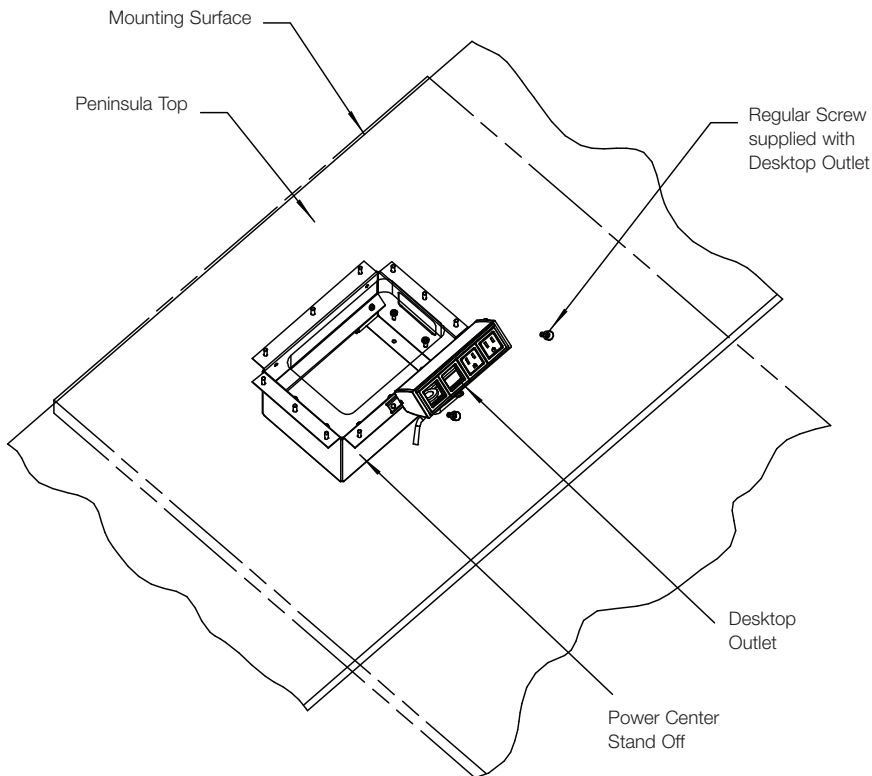 Mounting Surface
Peninsula Top
Regular Screw
supplied with
Desktop Outlet
Desktop
Outlet
Power Center
Stand Off